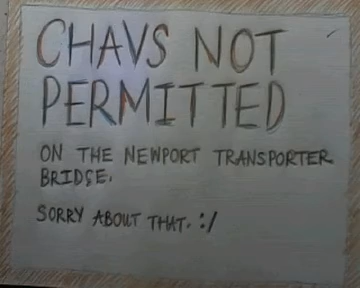 CHAVS NOT
PERMITTED
ON THE NEWPORT TRANSPORTER
BRIDGE.
SORRY ABOUT THAT. :/